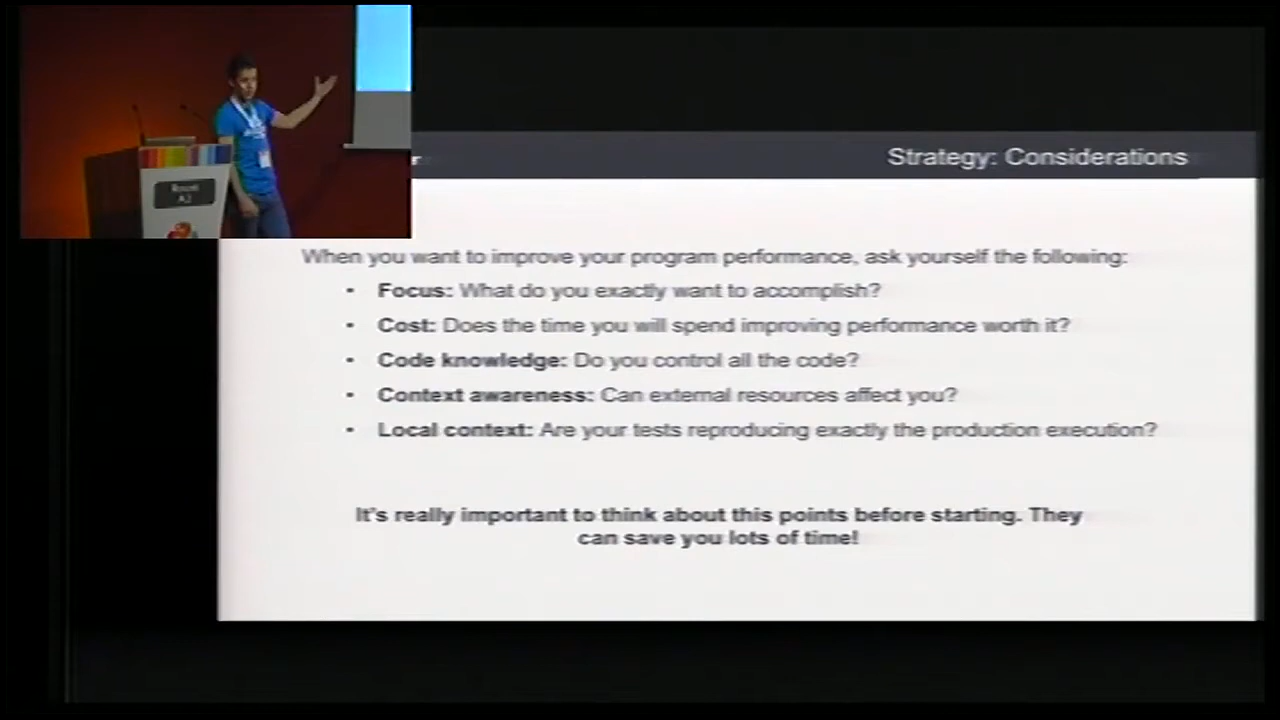 Room
A2
r
Strategy: Considerations
When you want to improve your program performance, ask yourself the following:
• Focus: What do you exactly want to accomplish?
• Cost: Does the time you will spend improving performance worth it?
• Code knowledge: Do you control all the code?
• Context awareness: Can external resources affect you?
• Local context: Are your tests reproducing exactly the production execution?
It's really important to think about this points before starting. They
can save you lots of time!